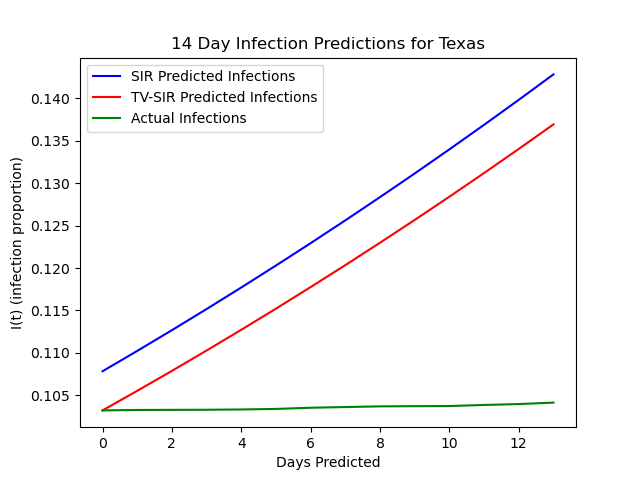 14 Day Infection Predictions for Texas
SIR Predicted Infections
TV-SIR Predicted Infections
Actual Infections
I(t) (infection proportion)
0.140
0.135
0.130
0.125
0.120
0.115
0.110
0.105
0 2 4 6 8 10 12
Days Predicted